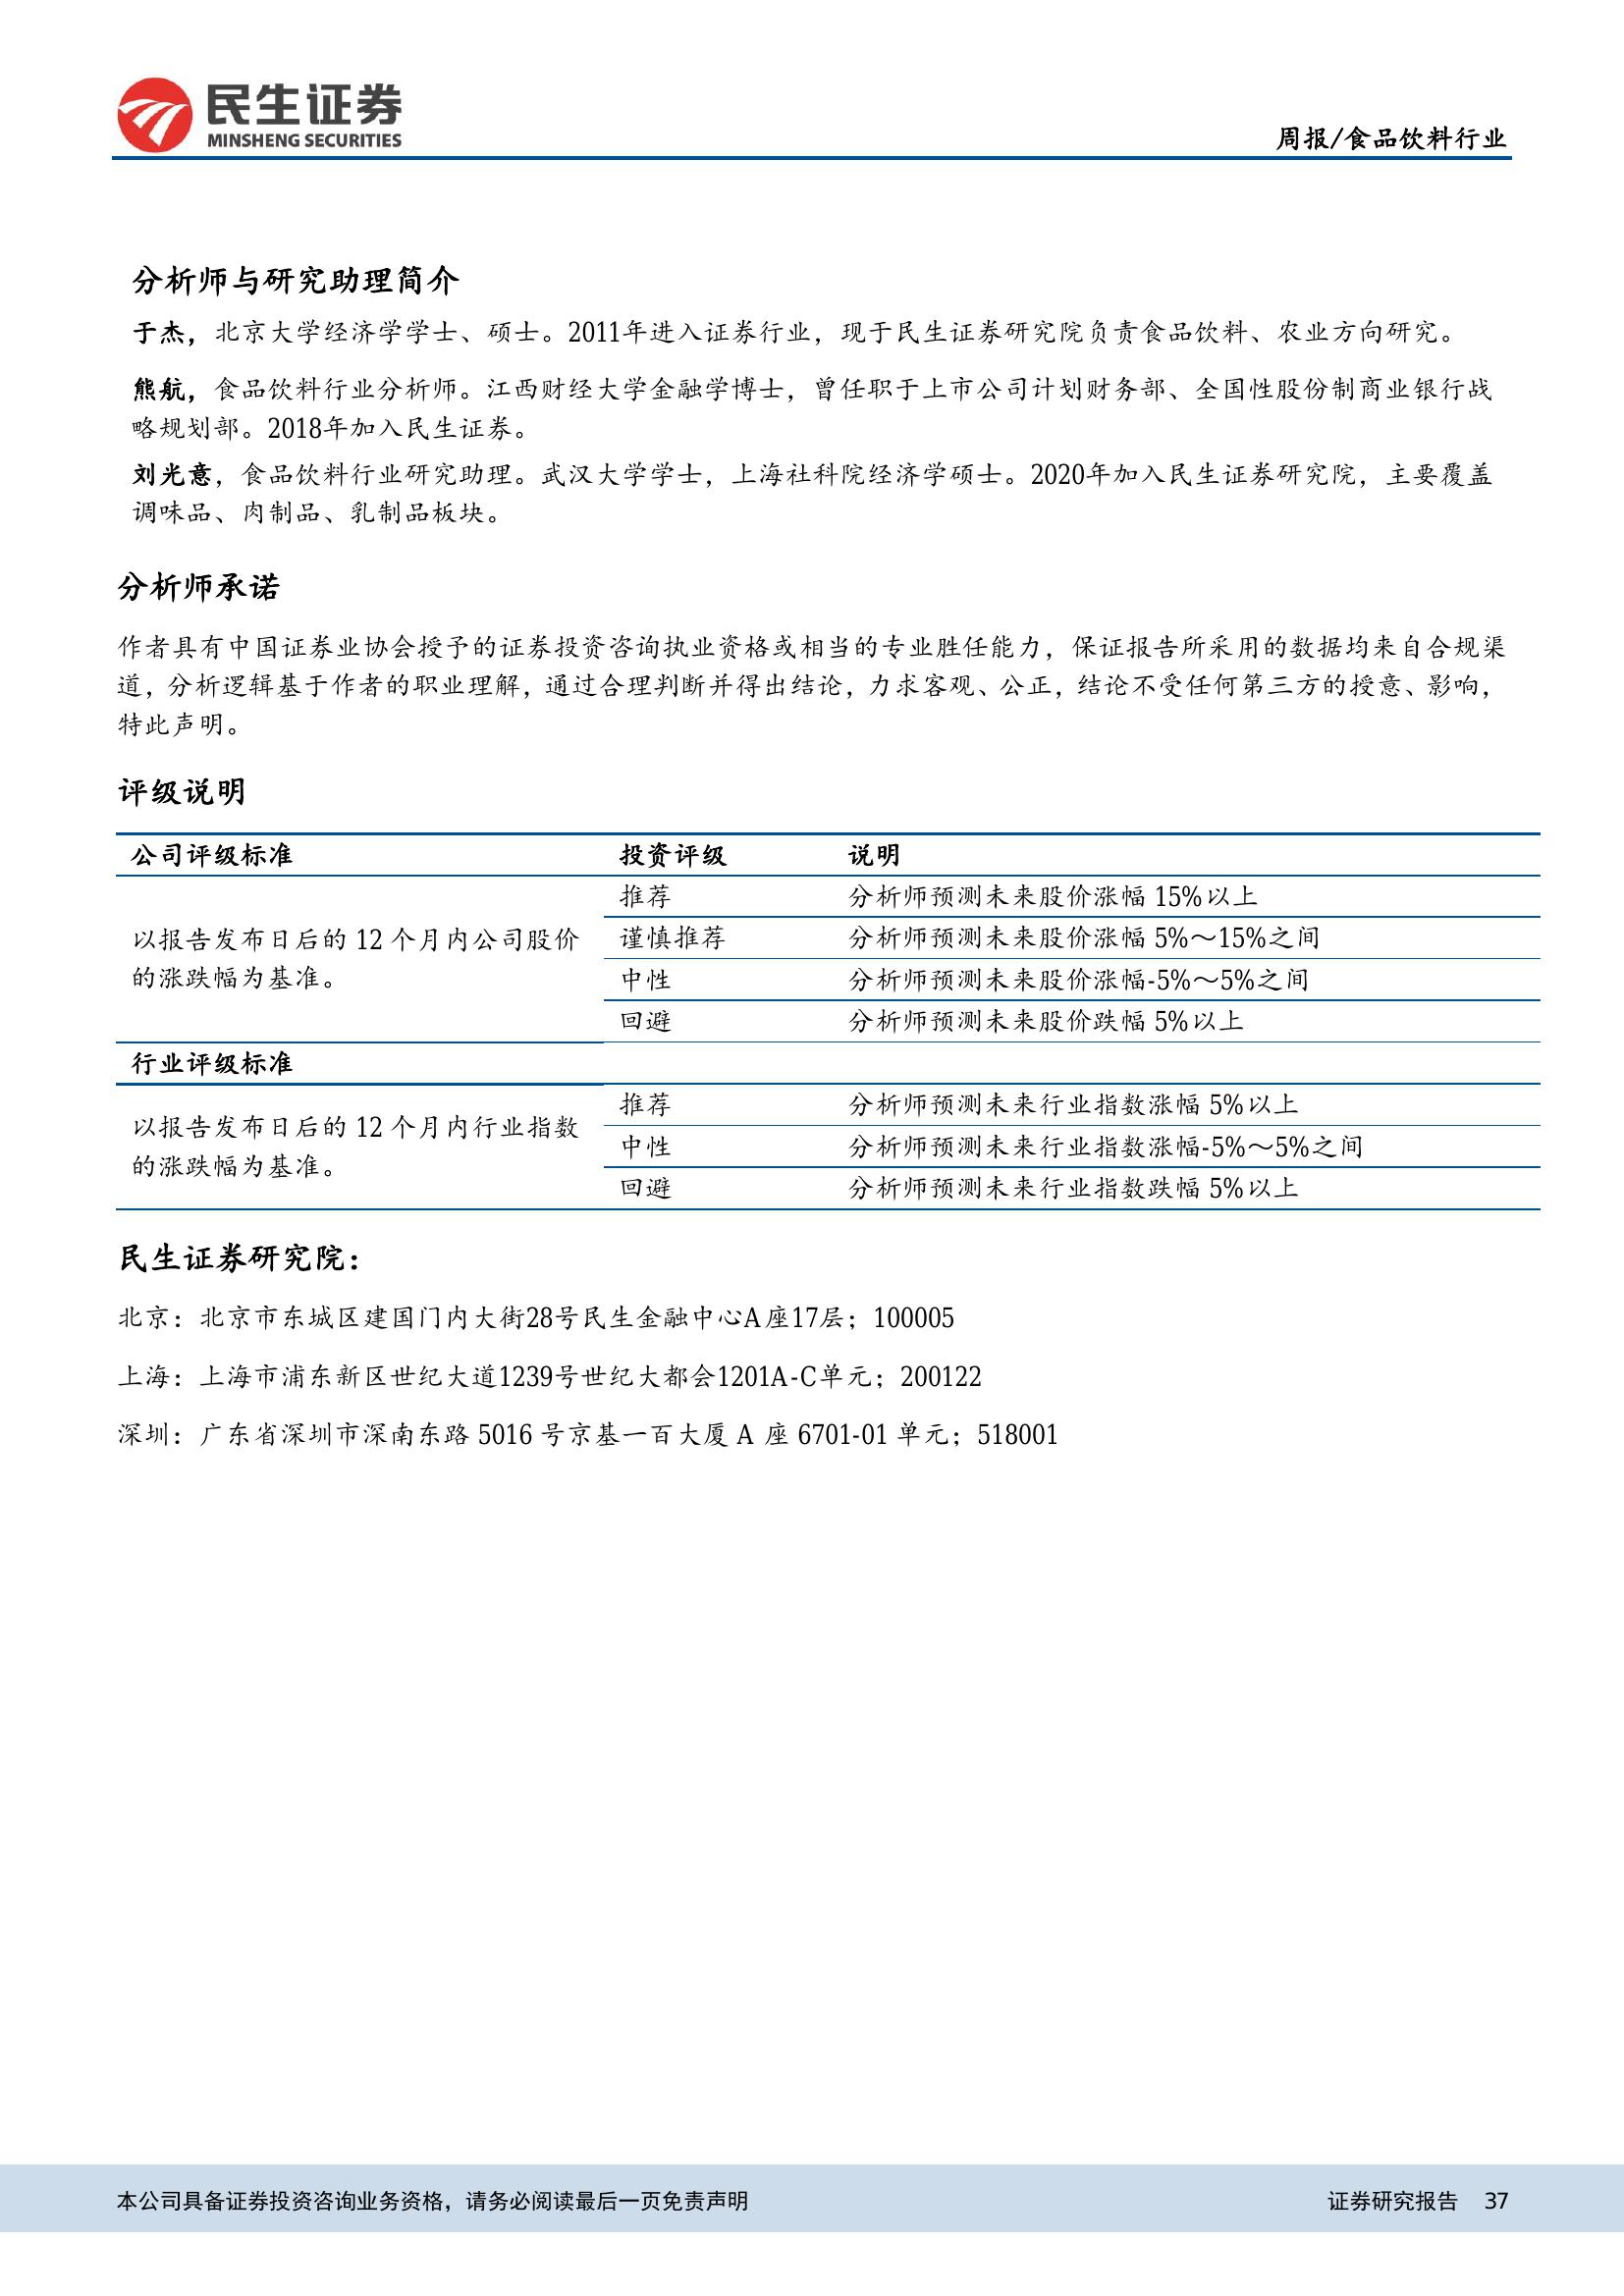 民生证券
MINSHENG SECURITIES
周报/食品饮料行业
分析师与研究助理简介
于杰，北京大学经济学学士、硕士。2011年进入证券行业，现于民生证券研究院负责食品饮料、农业方向研究。
熊航，食品饮料行业分析师。江西财经大学金融学博士，曾任职于上市公司计划财务部、全国性股份制商业银行战
略规划部。2018年加入民生证券。
刘光意，食品饮料行业研究助理。武汉大学学士，上海社科院经济学硕士。2020年加入民生证券研究院，主要覆盖
调味品、肉制品、乳制品板块。
分析师承诺
作者具有中国证券业协会授予的证券投资咨询执业资格或相当的专业胜任能力，保证报告所采用的数据均来自合规渠
道，分析逻辑基于作者的职业理解，通过合理判断并得出结论，力求客观、公正，结论不受任何第三方的授意、影响，
特此声明。
评级说明
公司评级标准 投资评级 说明
以报告发布日后的 12 个月内公司股价
的涨跌幅为基准。
推荐 分析师预测未来股价涨幅 15%以上
谨慎推荐 分析师预测未来股价涨幅 5%～15%之间
中性 分析师预测未来股价涨幅-5%～5%之间
回避 分析师预测未来股价跌幅 5%以上
行业评级标准
以报告发布日后的 12 个月内行业指数
的涨跌幅为基准。
推荐 分析师预测未来行业指数涨幅 5%以上
中性 分析师预测未来行业指数涨幅-5%～5%之间
回避 分析师预测未来行业指数跌幅 5%以上
民生证券研究院：
北京：北京市东城区建国门内大街28号民生金融中心A座17层；100005
上海：上海市浦东新区世纪大道1239号世纪大都会1201A-C单元；200122
深圳：广东省深圳市深南东路 5016 号京基一百大厦 A 座 6701-01 单元；518001
本公司具备证券投资咨询业务资格，请务必阅读最后一页免责声明 证券研究报告 37